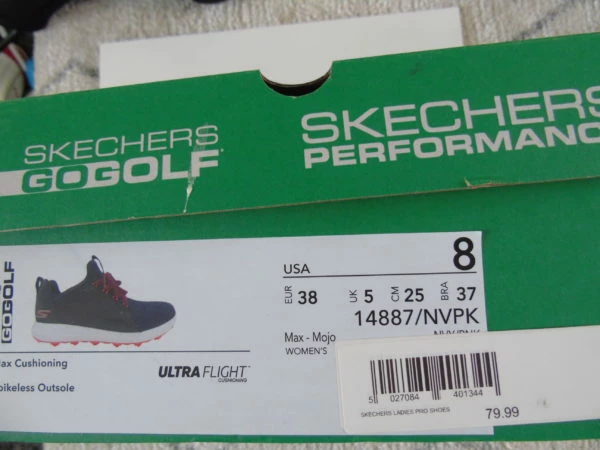 SKECHERS
GOGOLF
SKECHERS
PERFORMANC
GOGOLF
USA 8
EUR 38 UK 5 CM 25 BRA 37
14887/NVPK
Max - Mojo
WOMEN'S
ax Cushioning
pikeless Outsole
ULTRA FLIGHT
CUSHIONING
5 027084 401344
SKECHERS LADIES PRO SHOES
79.99